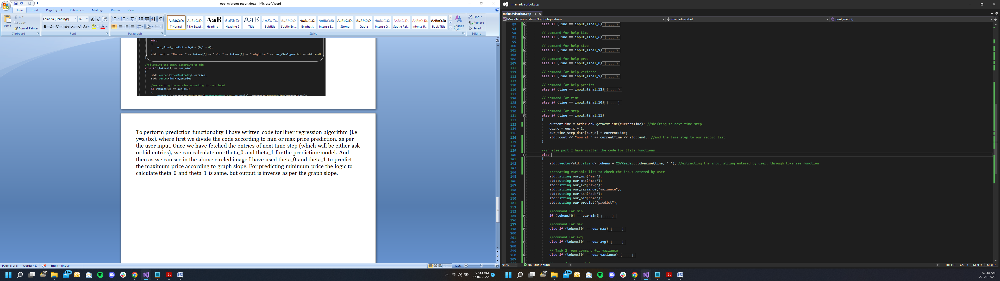 oop_midterm_report.docx - Microsoft Word
Home Insert Page Layout References Mailings Review View
Paste
Cut
Copy
Format Painter
Clipboard
Cambria (Headings) 14
Font
Paragraph
AaBbCcDc AaBbCcDc AaB AaBbCc AaB AaBbCc. AaBbCcDc AaBbCcDc AaBbCcDc AaBbCcDc AaBbCcDc AaBbCcDc AABBCCDC AABBCCDC AABBCCDC
¶ Normal ¶ No Spaci... Heading 1 Heading 2 Title Subtitle Subtle Em... Emphasis Intense E... Strong Quote Intense Q... Subtle Ref... Intense R... Book Title
Change Styles
Styles
Find
Replace
Select
Editing
else
{
our_final_predict = b_0 + (b_1 * 0);
}
std::cout << "The max " << tokens[3] << " for " << tokens[2] << " might be " << our_final_predict << std::endl;
}
//filtering the entry according to min
else if (tokens[1] == our_min)
{
std::vector<OrderBookEntry> entries;
std::vector<int> n_entries;
//extracting the entries according to user input
if (tokens[3] == our_ask)
{
entries = orderBook.getOrders(OrderBookType::ask, tokens[2], orderBook.getNextTime(currentTime));
To perform prediction functionality I have written code for liner regression algorithm (i.e
y=a+bx), where first we divide the code according to min or max price prediction, as per
the user input. Once we have fetched the entries of next time step (which will be either ask
or bid entries), we can calculate our theta_0 and theta_1 for the prediction-model. And
then as we can see in the above circled image I have used theta_0 and theta_1 to predict
the maximum price according to graph slope. For predicting minimum price the logic to
calculate theta_0 and theta_1 is same, but output is inverse as per the graph slope.
Page: 5 of 5 Words: 487 English (India) 120%
31° 99+ 07:38 AM
27-06-2022 4
mainadvisorbot.cpp
mainadvisorbot.cpp
Miscellaneous Files - No Configurations mainadvisorbot print_menu()
89 else if (line == input_final_5){ ... }
93
94 // command for help time
95 else if (line == input_final_6){ ... }
99
100 // command for help step
101 else if (line == input_final_7){ ... }
105
106 // command for help prod
107 else if (line == input_final_8){ ... }
111
112 // command for help variance
113 else if (line == input_final_9){ ... }
117
118 // command for help predict
119 else if (line == input_final_12){ ... }
123
124 // command for time
125 else if (line == input_final_10){ ... }
129
130 // command for step
131 else if (line == input_final_11)
132 {
133 currentTime = orderBook.getNextTime(currentTime); //shifting to next time step
134 our_c = our_c + 1;
135 our_time_step_data[our_c] = currentTime;
136 std::cout << "now at " << currentTime << std::endl; //and the time step to our record list
137 }
138
139 //in else part I have written the code for Stats functions
140 else
141 {
142 std::vector<std::string> tokens = CSVReader::tokenise(line, ' '); //extracting the input string entered by user, through tokenise function
143
144 //creating variable list to check the input entered by user
145 std::string our_min("min");
146 std::string our_max("max");
147 std::string our_avg("avg");
148 std::string our_variance("variance");
149 std::string our_ask("ask");
150 std::string our_bid("bid");
151 std::string our_predict("predict");
152
153 //command for min
154 if (tokens[0] == our_min){ ... }
176
177 //command for max
178 else if (tokens[0] == our_max){ ... }
200
201 //command for avg
202 else if (tokens[0] == our_avg){ ... }
248
249 // Task 2: own command for variance
250 else if (tokens[0] == our_variance){ ... }
307
98 % No issues found Ln: 140 Ch: 14 MIXED MIXED
31° 99+ 07:38 AM
27-06-2022